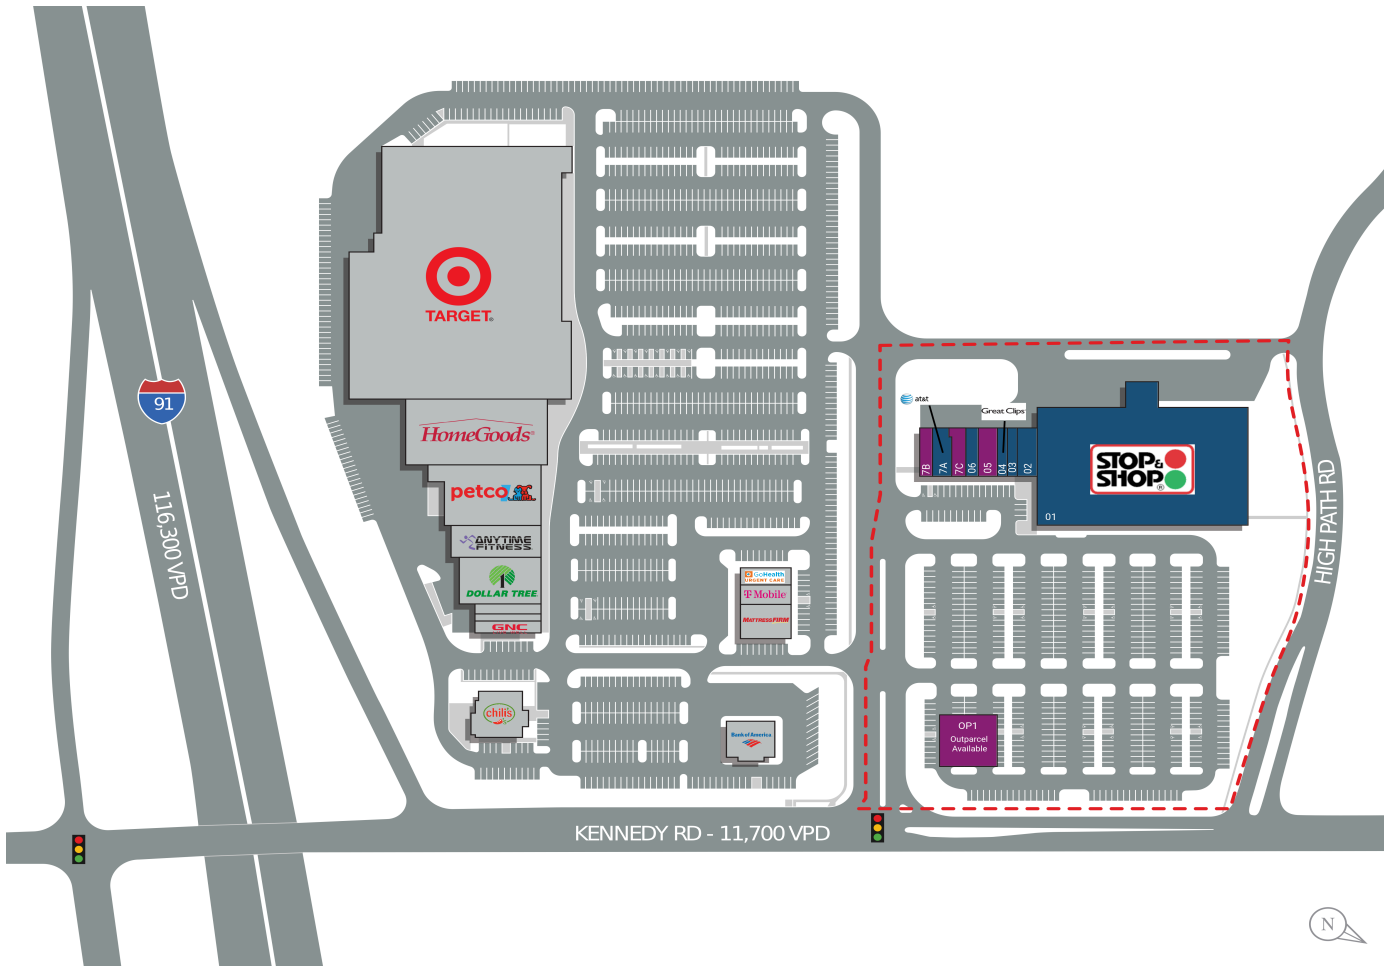 91
116,300 VPD
TARGET®
HomeGoods®
petco
ANYTIME
FITNESS
1
DOLLAR TREE
GNC
chili's
GoHealth
URGENT CARE
T Mobile
MATTRESSFIRM
Bank of America
at&t
Great Clips
7B
7A
7C
06
05
04
03
02
STOP&
SHOP®
01
OP1
Outparcel
Available
HIGH PATH RD
KENNEDY RD - 11,700 VPD
N